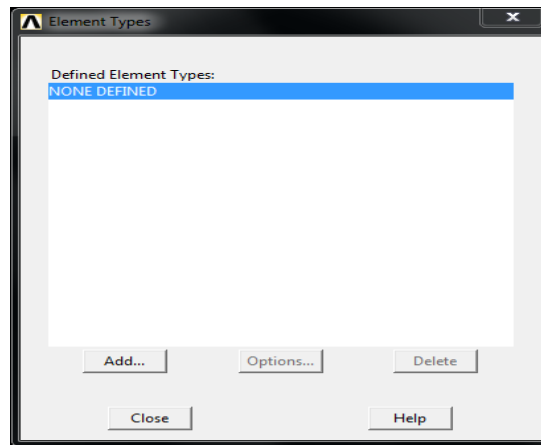 Element Types
Defined Element Types:
NONE DEFINED
Add... Options... Delete
Close Help